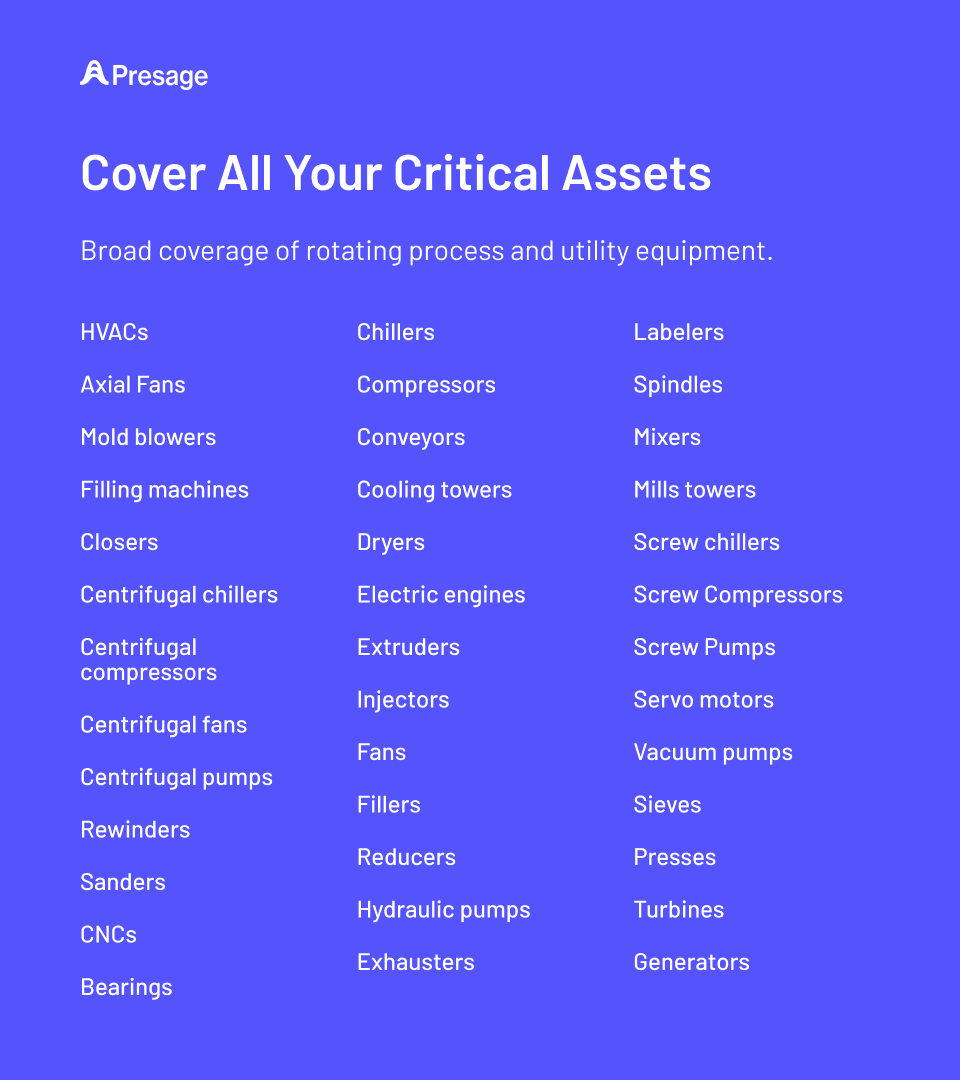 Presage
Cover All Your Critical Assets
Broad coverage of rotating process and utility equipment.
HVACs
Axial Fans
Mold blowers
Filling machines
Closers
Centrifugal chillers
Centrifugal
compressors
Centrifugal fans
Centrifugal pumps
Rewinders
Sanders
CNCs
Bearings
Chillers
Compressors
Conveyors
Cooling towers
Dryers
Electric engines
Extruders
Injectors
Fans
Fillers
Reducers
Hydraulic pumps
Exhausters
Labelers
Spindles
Mixers
Mills towers
Screw chillers
Screw Compressors
Screw Pumps
Servo motors
Vacuum pumps
Sieves
Presses
Turbines
Generators